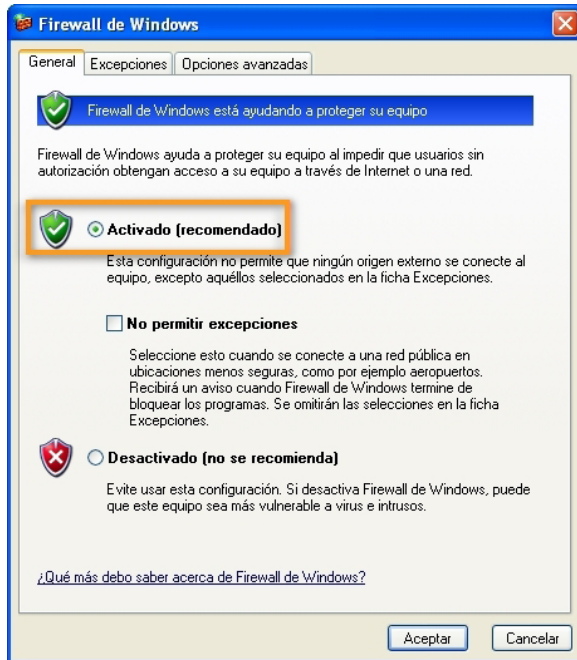 Firewall de Windows
General
Excepciones
Opciones avanzadas
Firewall de Windows está ayudando a proteger su equipo
Firewall de Windows ayuda a proteger su equipo al impedir que usuarios sin
autorización obtengan acceso a su equipo a través de Internet o una red.
Activado (recomendado)
Esta configuración no permite que ningún origen externo se conecte al
equipo, excepto aquéllos seleccionados en la ficha Excepciones.
No permitir excepciones
Seleccione esto cuando se conecte a una red pública en
ubicaciones menos seguras, como por ejemplo aeropuertos.
Recibirá un aviso cuando Firewall de Windows termine de
bloquear los programas. Se omitirán las selecciones en la ficha
Excepciones.
Desactivado (no se recomienda)
Evite usar esta configuración. Si desactiva Firewall de Windows, puede
que este equipo sea más vulnerable a virus e intrusos.
¿Qué más debo saber acerca de Firewall de Windows?
Aceptar
Cancelar